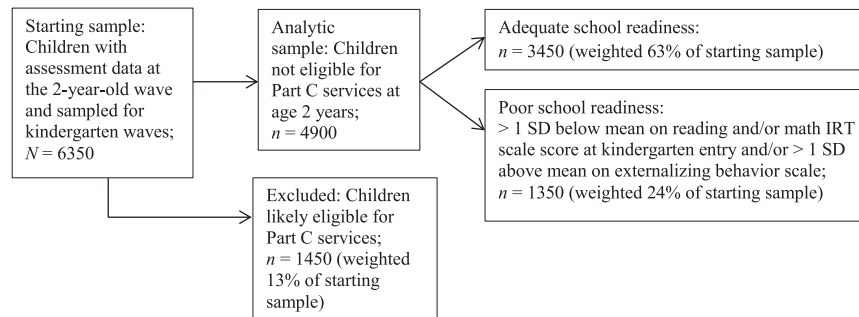 Starting sample:
Children with
assessment data at
the 2-year-old wave
and sampled for
kindergarten waves;
N = 6350
Analytic
sample: Children
not eligible for
Part C services at
age 2 years;
n = 4900
Adequate school readiness:
n = 3450 (weighted 63% of starting sample)
Poor school readiness:
> 1 SD below mean on reading and/or math IRT
scale score at kindergarten entry and/or > 1 SD
above mean on externalizing behavior scale;
n = 1350 (weighted 24% of starting sample)
Excluded: Children
likely eligible for
Part C services;
n = 1450 (weighted
13% of starting
sample)